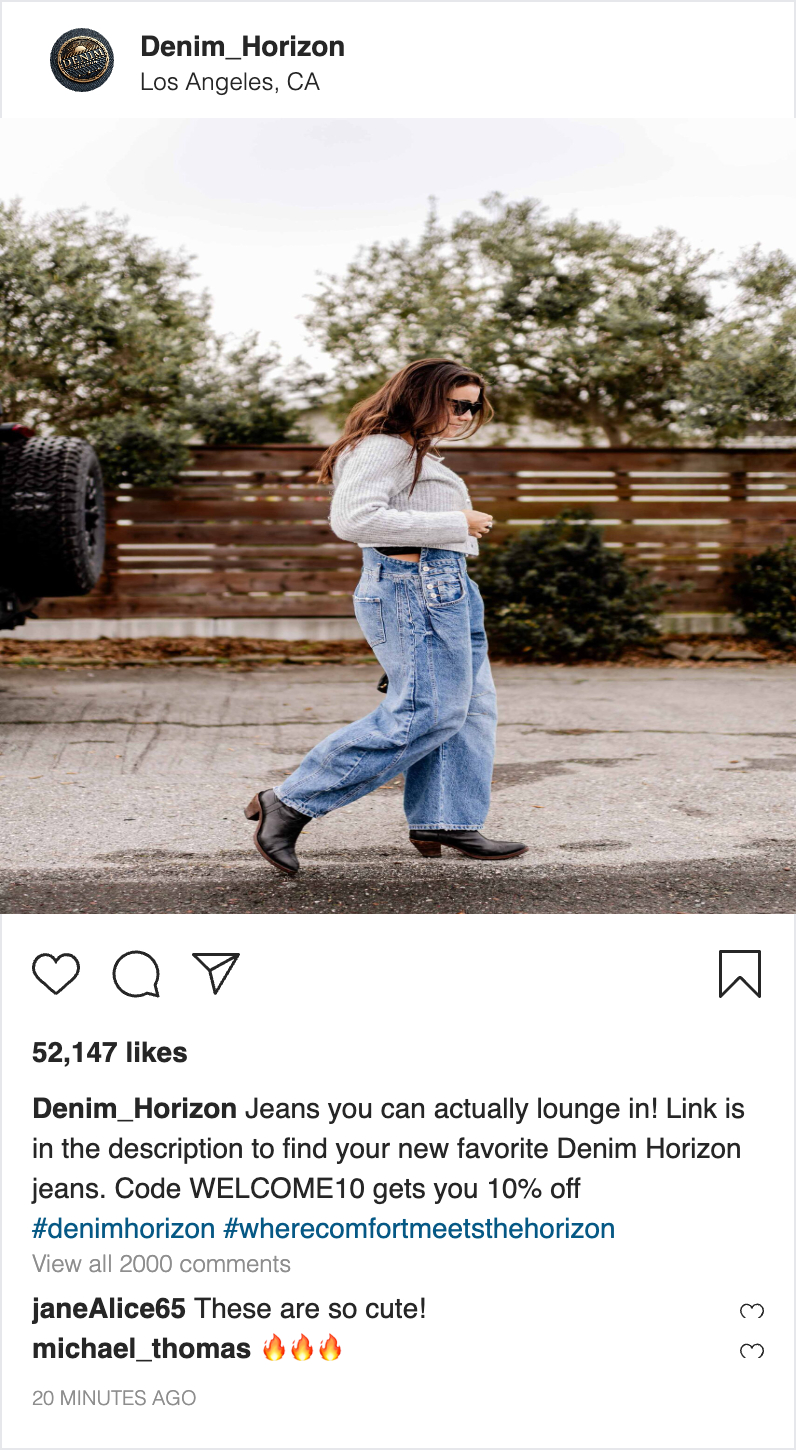 DENIM
Denim_Horizon
Los Angeles, CA
52,147 likes
Denim_Horizon Jeans you can actually lounge in! Link is
in the description to find your new favorite Denim Horizon
jeans. Code WELCOME10 gets you 10% off
#denimhorizon #wherecomfortmeetsthehorizon
View all 2000 comments
janeAlice65 These are so cute!
michael_thomas 🔥🔥🔥
20 MINUTES AGO